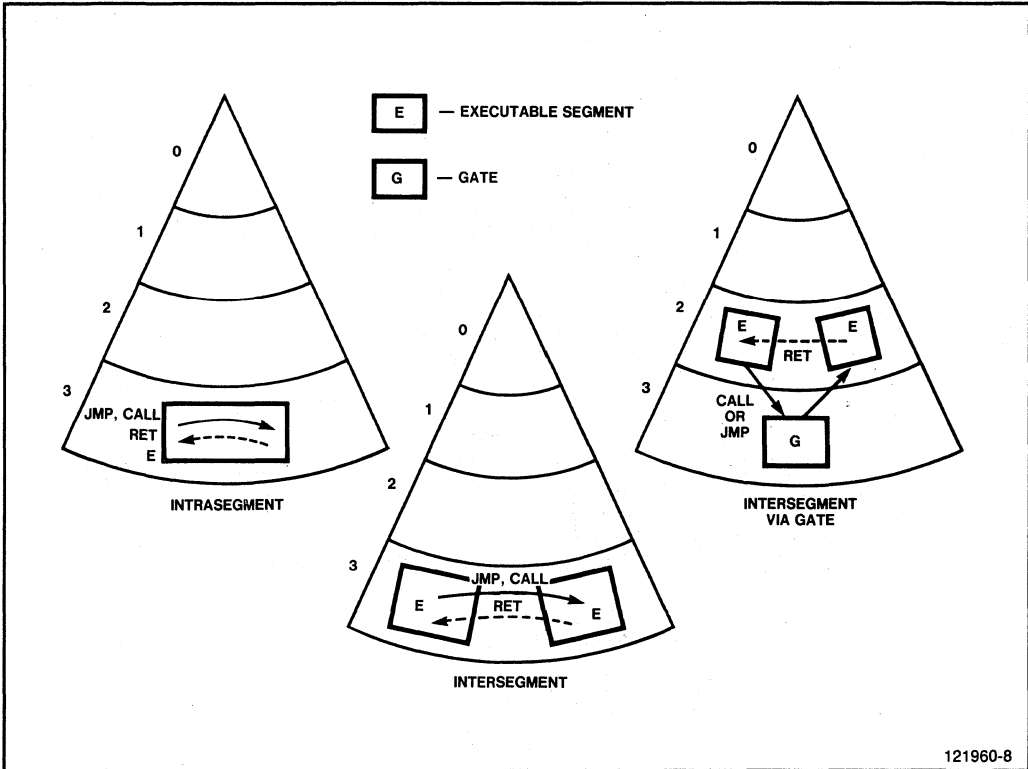 E — EXECUTABLE SEGMENT
G — GATE
0
1
2
3
JMP, CALL
RET
E
INTRASEGMENT
0
1
2
3
JMP, CALL
E RET E
INTERSEGMENT
0
1
2
3
E E
RET
CALL
OR
JMP
G
INTERSEGMENT
VIA GATE
121960-8